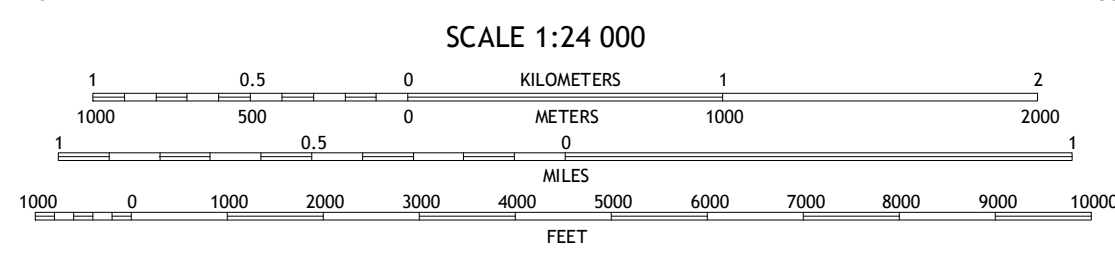 SCALE 1:24 000
1 0.5 0 KILOMETERS 1 2
1000 500 0 METERS 1000 2000
1 0.5 0 1
MILES
1000 0 1000 2000 3000 4000 5000 6000 7000 8000 9000 10000
FEET